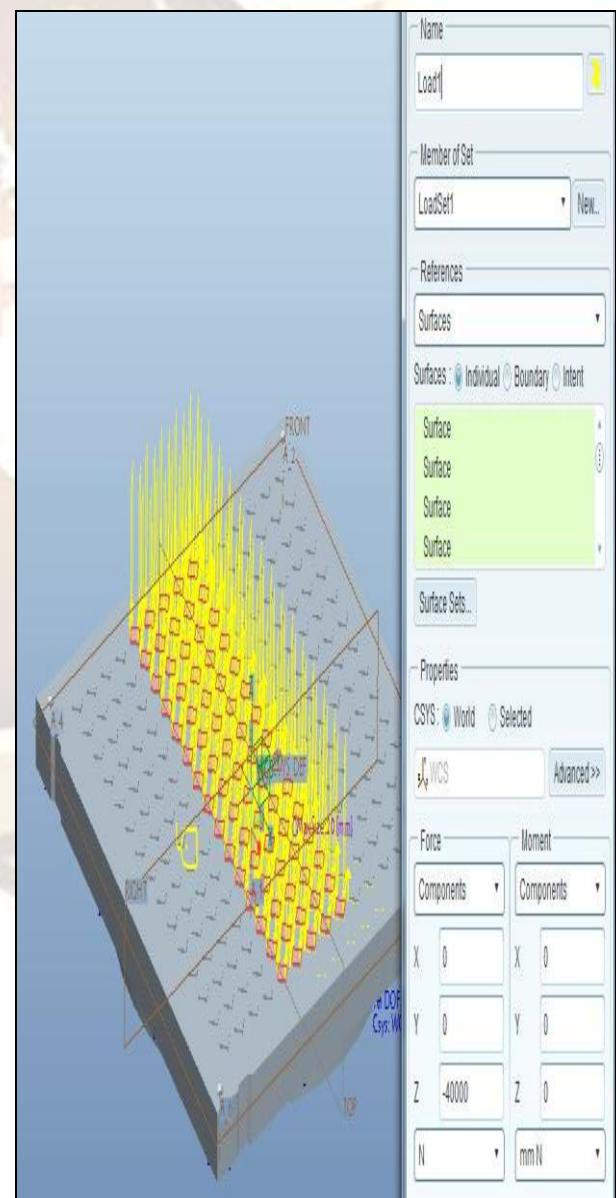 Name
Load1
Member of Set
LoadSet1
New...
References
Surfaces
Surfaces : Individual Boundary Intent
Surface
Surface
Surface
Surface
Surface Sets...
Properties
CSYS : World Selected
WCS
Advanced >>
Force
Moment
Components
Components
X 0
X 0
Y 0
Y 0
Z -40000
Z 0
N
mm N
FRONT
RIGHT
TOP